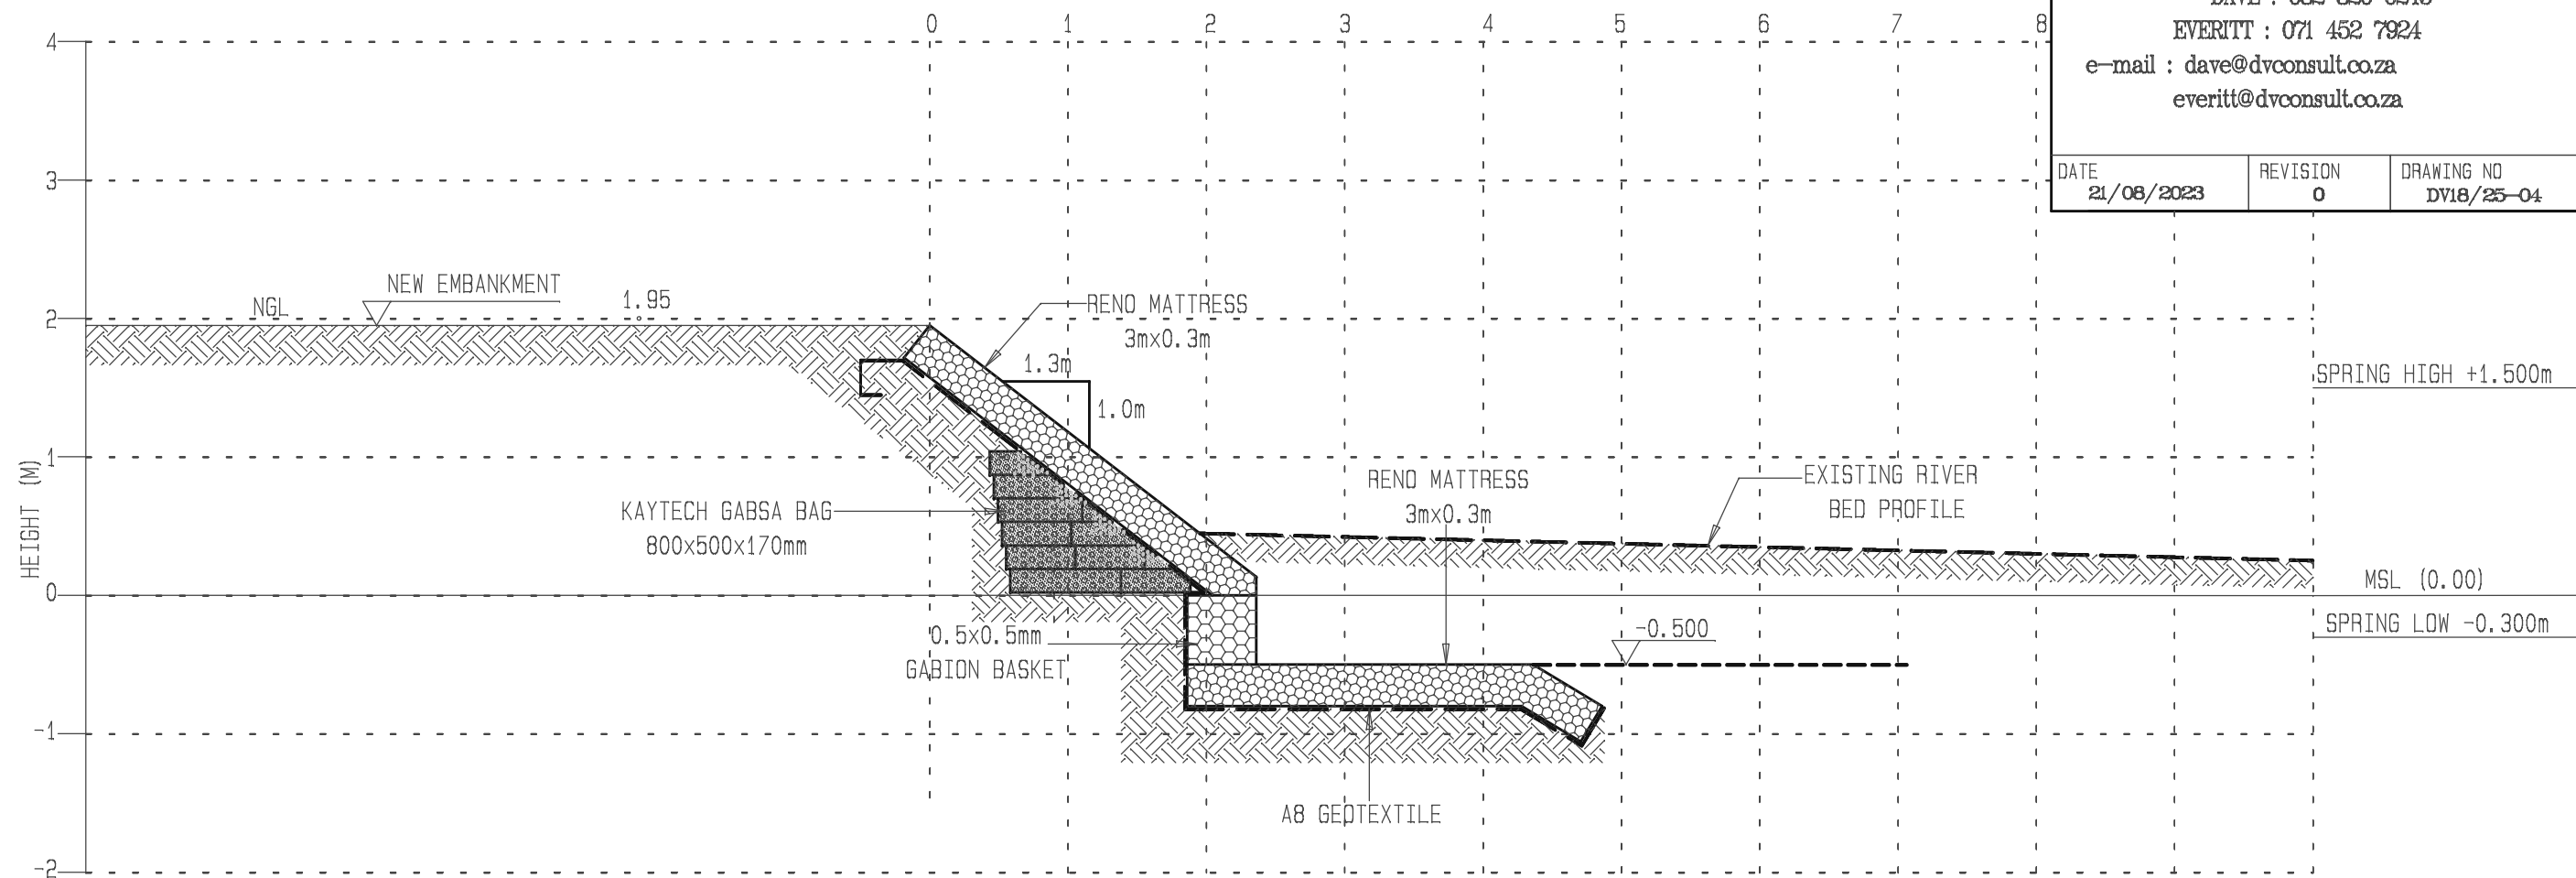 DAVE : 082 820 0243
EVERITT : 071 452 7924
e-mail : dave@dvconsult.co.za
everitt@dvconsult.co.za
DATE
21/08/2023
REVISION
0
DRAWING NO
DV18/25-04
0 1 2 3 4 5 6 7 8
4
3
2
1
0
-1
-2
HEIGHT (M)
NGL
NEW EMBANKMENT
1.95
RENO MATTRESS
3mx0.3m
1.3m
1.0m
SPRING HIGH +1.500m
KAYTECH GABSA BAG
800x500x170mm
RENO MATTRESS
3mx0.3m
EXISTING RIVER
BED PROFILE
MSL (0.00)
SPRING LOW -0.300m
0.5x0.5mm
GABION BASKET
-0.500
A8 GEOTEXTILE